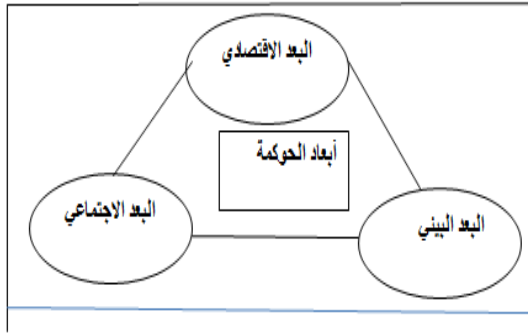 البعد الاقتصادي
أبعاد الحوكمة
البعد الاجتماعي
البعد البيني